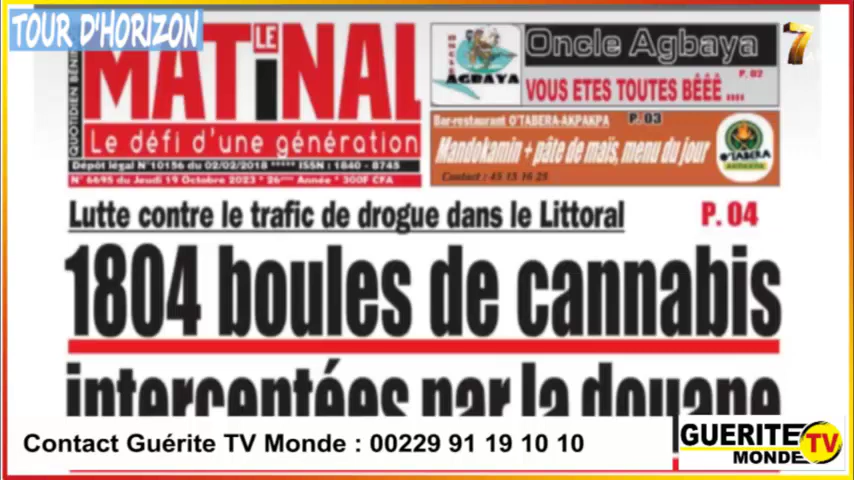 TOUR D'HORIZON
7
QUOTIDIEN BÉNIN
LE
MATiNAL
Le défi d'une génération
Dépôt légal N°10156 du 02/02/2018 ***** ISSN : 1840 - 8745
N° 6695 du Jeudi 19 Octobre 2023 * 26ème Année * 300F CFA
oncle
AGBAYA
Oncle Agbaya
P. 02
VOUS ETES TOUTES BÊÊÊ ....
Bar-restaurant O'TABERA-AKPAKPA
P. 03
Mandokamin + pâte de maïs, menu du jour
Contact : 45 15 16 25
O'TABERA
Lutte contre le trafic de drogue dans le Littoral
P. 04
1804 boules de cannabis
interceptées par la douane
Contact Guérite TV Monde : 00229 91 19 10 10
GUERITE
TV
MONDE